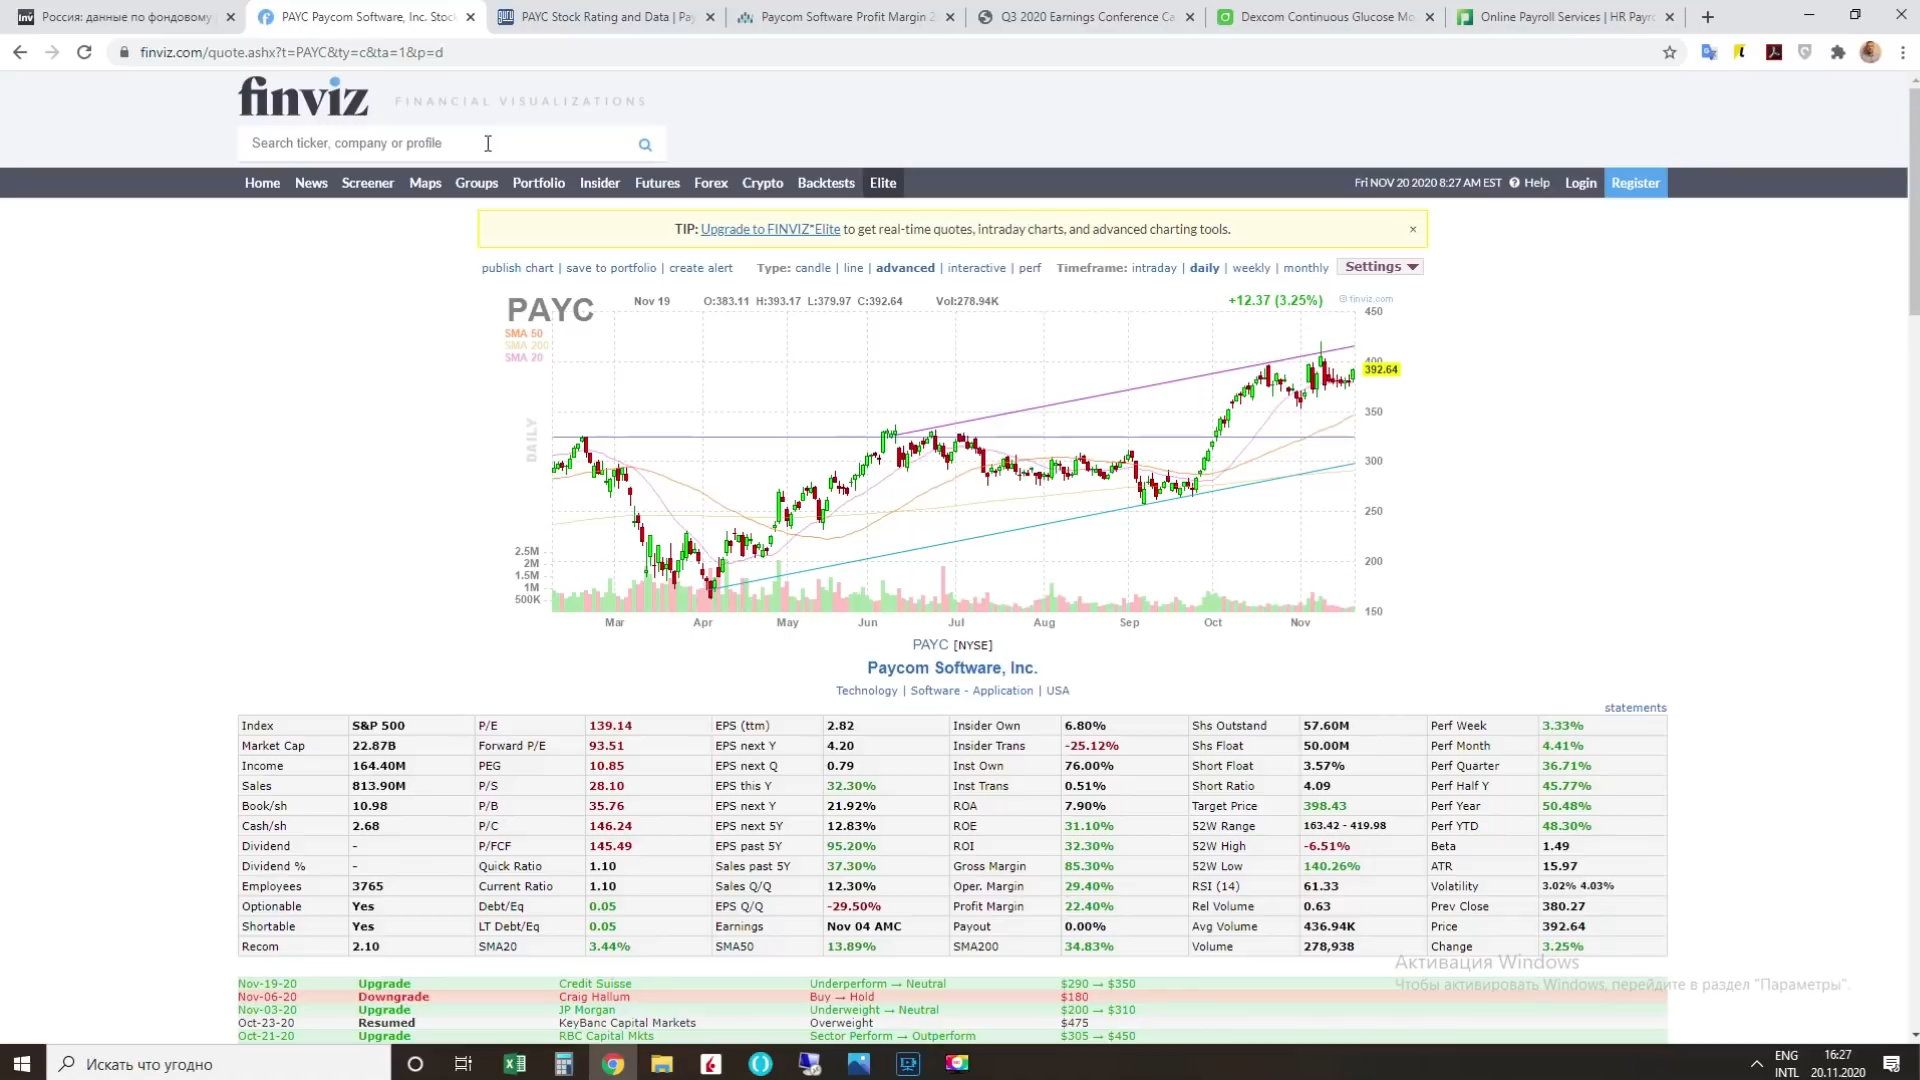 Россия: данные по фондовому
PAYC Paycom Software, Inc. Stock
PAYC Stock Rating and Data | Pay
Paycom Software Profit Margin 2
Q3 2020 Earnings Conference Ca
Dexcom Continuous Glucose Mo
Online Payroll Services | HR Payro
finviz.com/quote.ashx?t=PAYC&ty=c&ta=1&p=d
finviz FINANCIAL VISUALIZATIONS
Search ticker, company or profile
Home News Screener Maps Groups Portfolio Insider Futures Forex Crypto Backtests Elite Fri NOV 20 2020 8:27 AM EST Help Login Register
TIP: Upgrade to FINVIZ*Elite to get real-time quotes, intraday charts, and advanced charting tools. ×
publish chart | save to portfolio | create alert Type: candle | line | advanced | interactive | perf Timeframe: intraday | daily | weekly | monthly Settings
PAYC Nov 19 O:383.11 H:393.17 L:379.97 C:392.64 Vol:278.94K +12.37 (3.25%) © finviz.com
SMA 50
SMA 200
SMA 20
DAILY
450
400
392.64
350
300
250
200
150
2.5M
2M
1.5M
1M
500K
Mar Apr May Jun Jul Aug Sep Oct Nov
PAYC [NYSE]
Paycom Software, Inc.
Technology | Software - Application | USA
statements
Index S&P 500 P/E 139.14 EPS (ttm) 2.82 Insider Own 6.80% Shs Outstand 57.60M Perf Week 3.33%
Market Cap 22.87B Forward P/E 93.51 EPS next Y 4.20 Insider Trans -25.12% Shs Float 50.00M Perf Month 4.41%
Income 164.40M PEG 10.85 EPS next Q 0.79 Inst Own 76.00% Short Float 3.57% Perf Quarter 36.71%
Sales 813.90M P/S 28.10 EPS this Y 32.30% Inst Trans 0.51% Short Ratio 4.09 Perf Half Y 45.77%
Book/sh 10.98 P/B 35.76 EPS next Y 21.92% ROA 7.90% Target Price 398.43 Perf Year 50.48%
Cash/sh 2.68 P/C 146.24 EPS next 5Y 12.83% ROE 31.10% 52W Range 163.42 - 419.98 Perf YTD 48.30%
Dividend - P/FCF 145.49 EPS past 5Y 95.20% ROI 32.30% 52W High -6.51% Beta 1.49
Dividend % - Quick Ratio 1.10 Sales past 5Y 37.30% Gross Margin 85.30% 52W Low 140.26% ATR 15.97
Employees 3765 Current Ratio 1.10 Sales Q/Q 12.30% Oper. Margin 29.40% RSI (14) 61.33 Volatility 3.02% 4.03%
Optionable Yes Debt/Eq 0.05 EPS Q/Q -29.50% Profit Margin 22.40% Rel Volume 0.63 Prev Close 380.27
Shortable Yes LT Debt/Eq 0.05 Earnings Nov 04 AMC Payout 0.00% Avg Volume 436.94K Price 392.64
Recom 2.10 SMA20 3.44% SMA50 13.89% SMA200 34.83% Volume 278,938 Change 3.25%
Активация Windows
Чтобы активировать Windows, перейдите в раздел "Параметры".
Nov-19-20 Upgrade Credit Suisse Underperform → Neutral $290 → $350
Nov-06-20 Downgrade Craig Hallum Buy → Hold $180
Nov-03-20 Upgrade JP Morgan Underweight → Neutral $200 → $310
Oct-23-20 Resumed KeyBanc Capital Markets Overweight $475
Oct-21-20 Upgrade RBC Capital Mkts Sector Perform → Outperform $305 → $450
Искать что угодно
ENG 16:27
INTL 20.11.2020